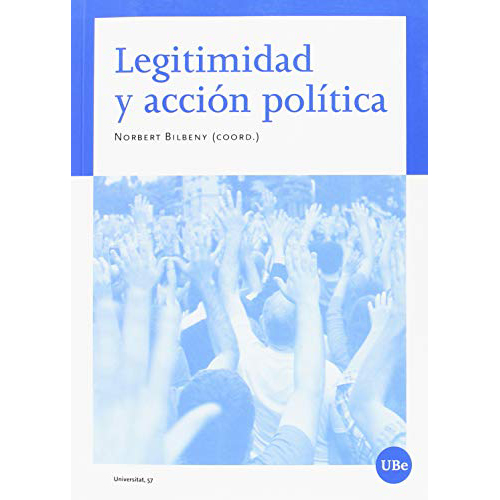 Legitimidad
y acción política
Norbert Bilbeny (coord.)
Universitat, 57
UBe